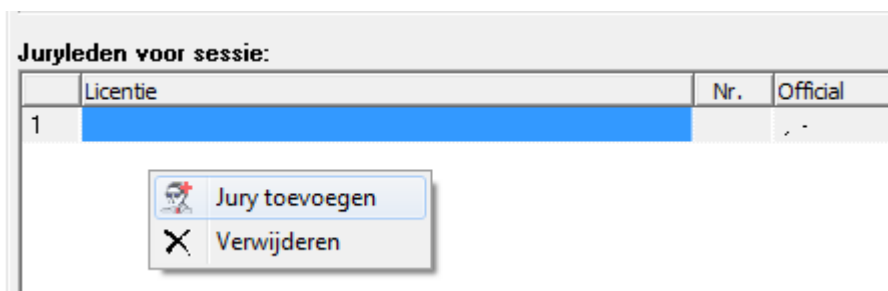 Juryleden voor sessie:
Licentie Nr. Official
1 , -
Jury toevoegen
Verwijderen